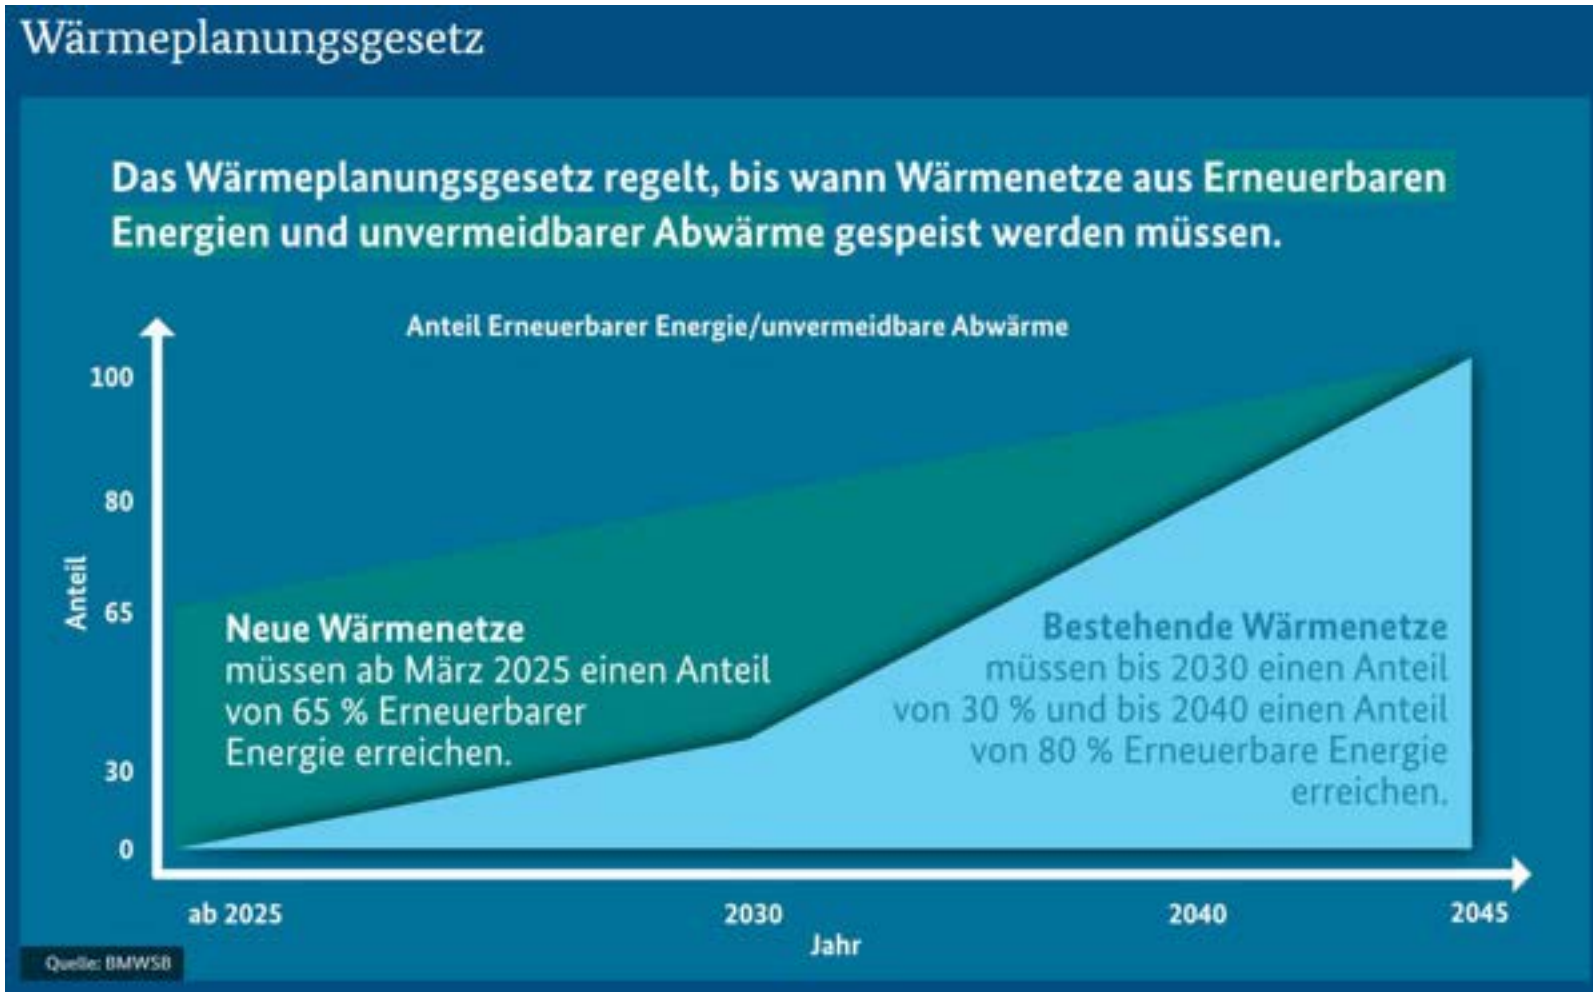 Wärmeplanungsgesetz
Das Wärmeplanungsgesetz regelt, bis wann Wärmenetze aus Erneuerbaren
Energien und unvermeidbarer Abwärme gespeist werden müssen.
Anteil Erneuerbarer Energie/unvermeidbare Abwärme
100
80
65
30
0
Anteil
Neue Wärmenetze
müssen ab März 2025 einen Anteil
von 65 % Erneuerbarer
Energie erreichen.
Bestehende Wärmenetze
müssen bis 2030 einen Anteil
von 30 % und bis 2040 einen Anteil
von 80 % Erneuerbare Energie
erreichen.
ab 2025
2030
2040
2045
Jahr
Quelle: BMWSB